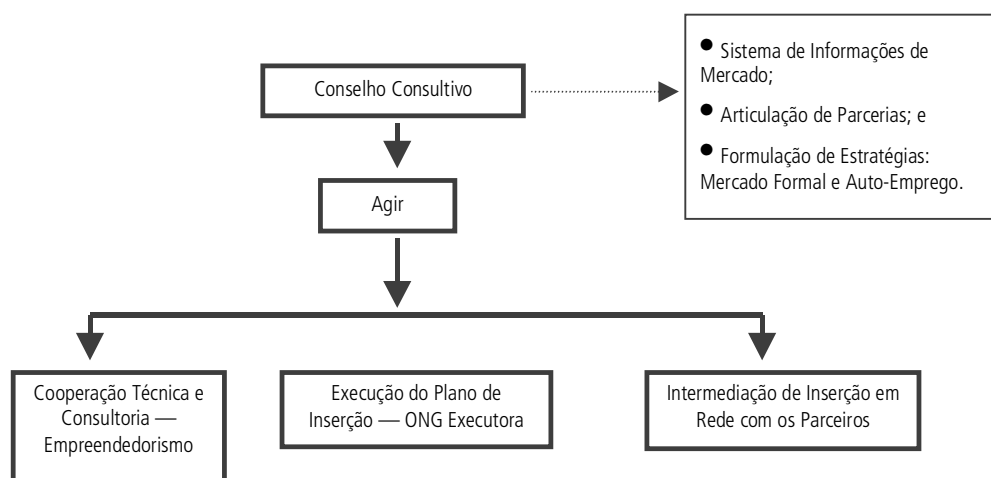 Conselho Consultivo
● Sistema de Informações de
Mercado;
● Articulação de Parcerias; e
● Formulação de Estratégias:
Mercado Formal e Auto-Emprego.
Agir
Cooperação Técnica e
Consultoria —
Empreendedorismo
Execução do Plano de
Inserção — ONG Executora
Intermediação de Inserção em
Rede com os Parceiros